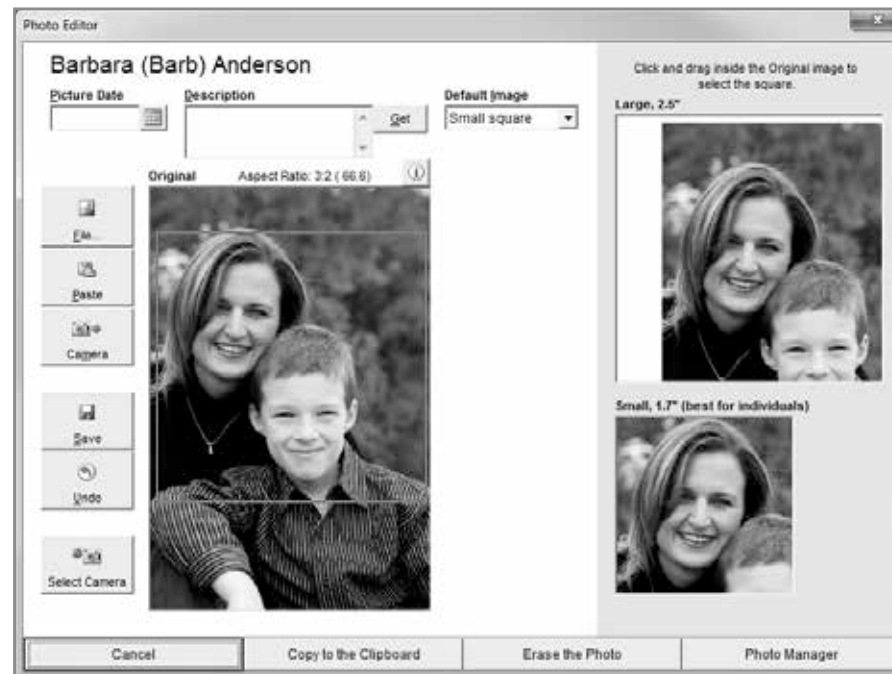 Photo Editor
Barbara (Barb) Anderson
Picture Date
Description
Get
Default Image
Small square
Click and drag inside the Original image to
select the square.
Large, 2.5"
Original
Aspect Ratio: 3:2 ( 66.6)
File...
Paste
Camera
Save
Undo
Select Camera
Small, 1.7" (best for individuals)
Cancel
Copy to the Clipboard
Erase the Photo
Photo Manager